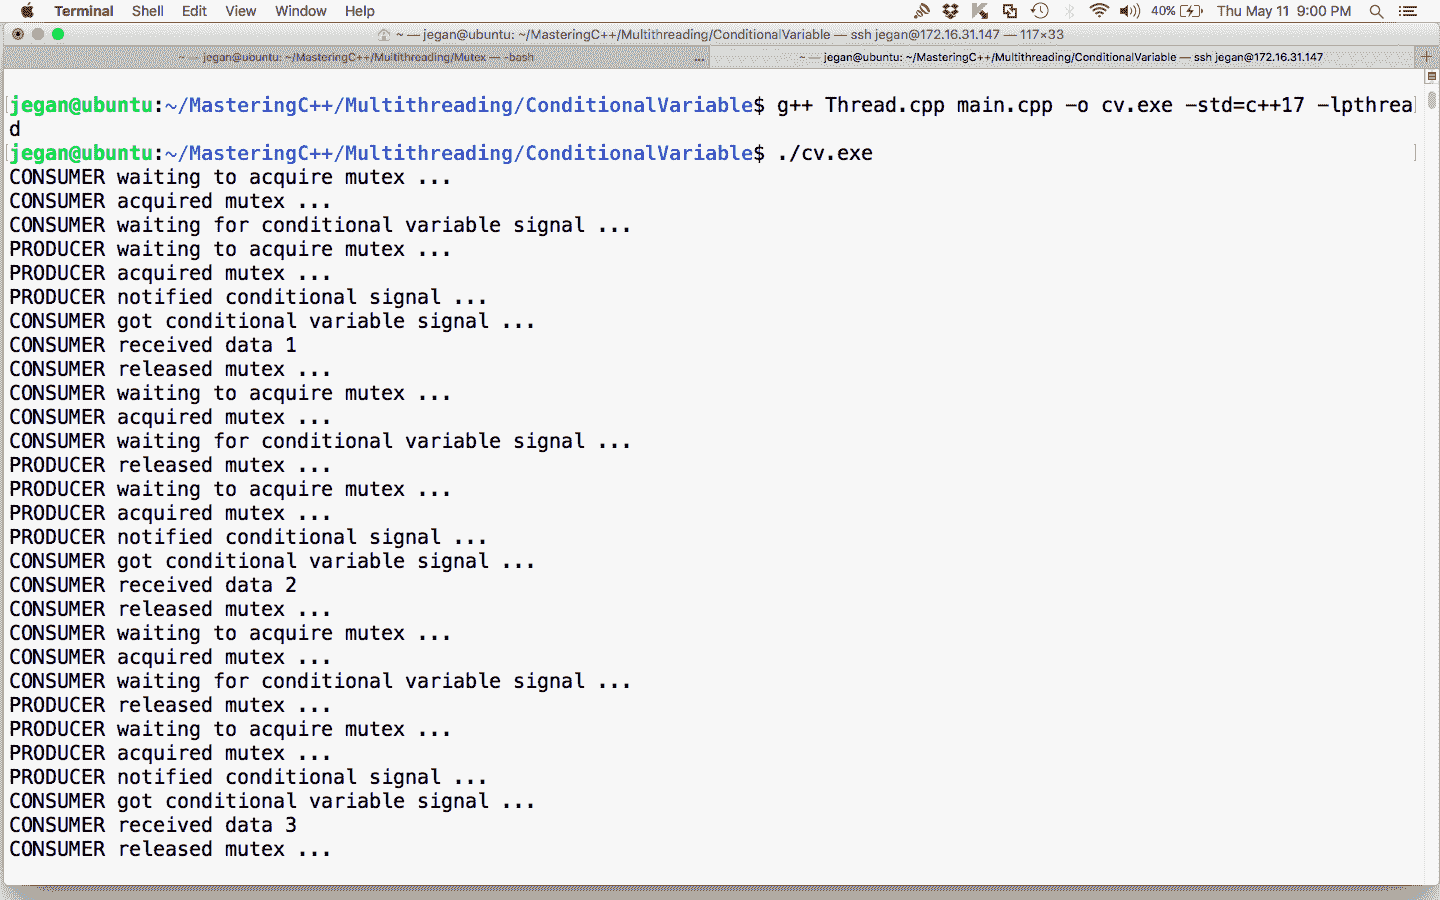 Terminal Shell Edit View Window Help 40% Thu May 11 9:00 PM
~ — jegan@ubuntu: ~/MasteringC++/Multithreading/ConditionalVariable — ssh jegan@172.16.31.147 — 117×33
~ — jegan@ubuntu: ~/MasteringC++/Multithreading/Mutex — -bash ... ~ — jegan@ubuntu: ~/MasteringC++/Multithreading/ConditionalVariable — ssh jegan@172.16.31.147 +
[jegan@ubuntu:~/MasteringC++/Multithreading/ConditionalVariable$ g++ Thread.cpp main.cpp -o cv.exe -std=c++17 -lpthrea]
d
[jegan@ubuntu:~/MasteringC++/Multithreading/ConditionalVariable$ ./cv.exe ]
CONSUMER waiting to acquire mutex ...
CONSUMER acquired mutex ...
CONSUMER waiting for conditional variable signal ...
PRODUCER waiting to acquire mutex ...
PRODUCER acquired mutex ...
PRODUCER notified conditional signal ...
CONSUMER got conditional variable signal ...
CONSUMER received data 1
CONSUMER released mutex ...
CONSUMER waiting to acquire mutex ...
CONSUMER acquired mutex ...
CONSUMER waiting for conditional variable signal ...
PRODUCER released mutex ...
PRODUCER waiting to acquire mutex ...
PRODUCER acquired mutex ...
PRODUCER notified conditional signal ...
CONSUMER got conditional variable signal ...
CONSUMER received data 2
CONSUMER released mutex ...
CONSUMER waiting to acquire mutex ...
CONSUMER acquired mutex ...
CONSUMER waiting for conditional variable signal ...
PRODUCER released mutex ...
PRODUCER waiting to acquire mutex ...
PRODUCER acquired mutex ...
PRODUCER notified conditional signal ...
CONSUMER got conditional variable signal ...
CONSUMER received data 3
CONSUMER released mutex ...